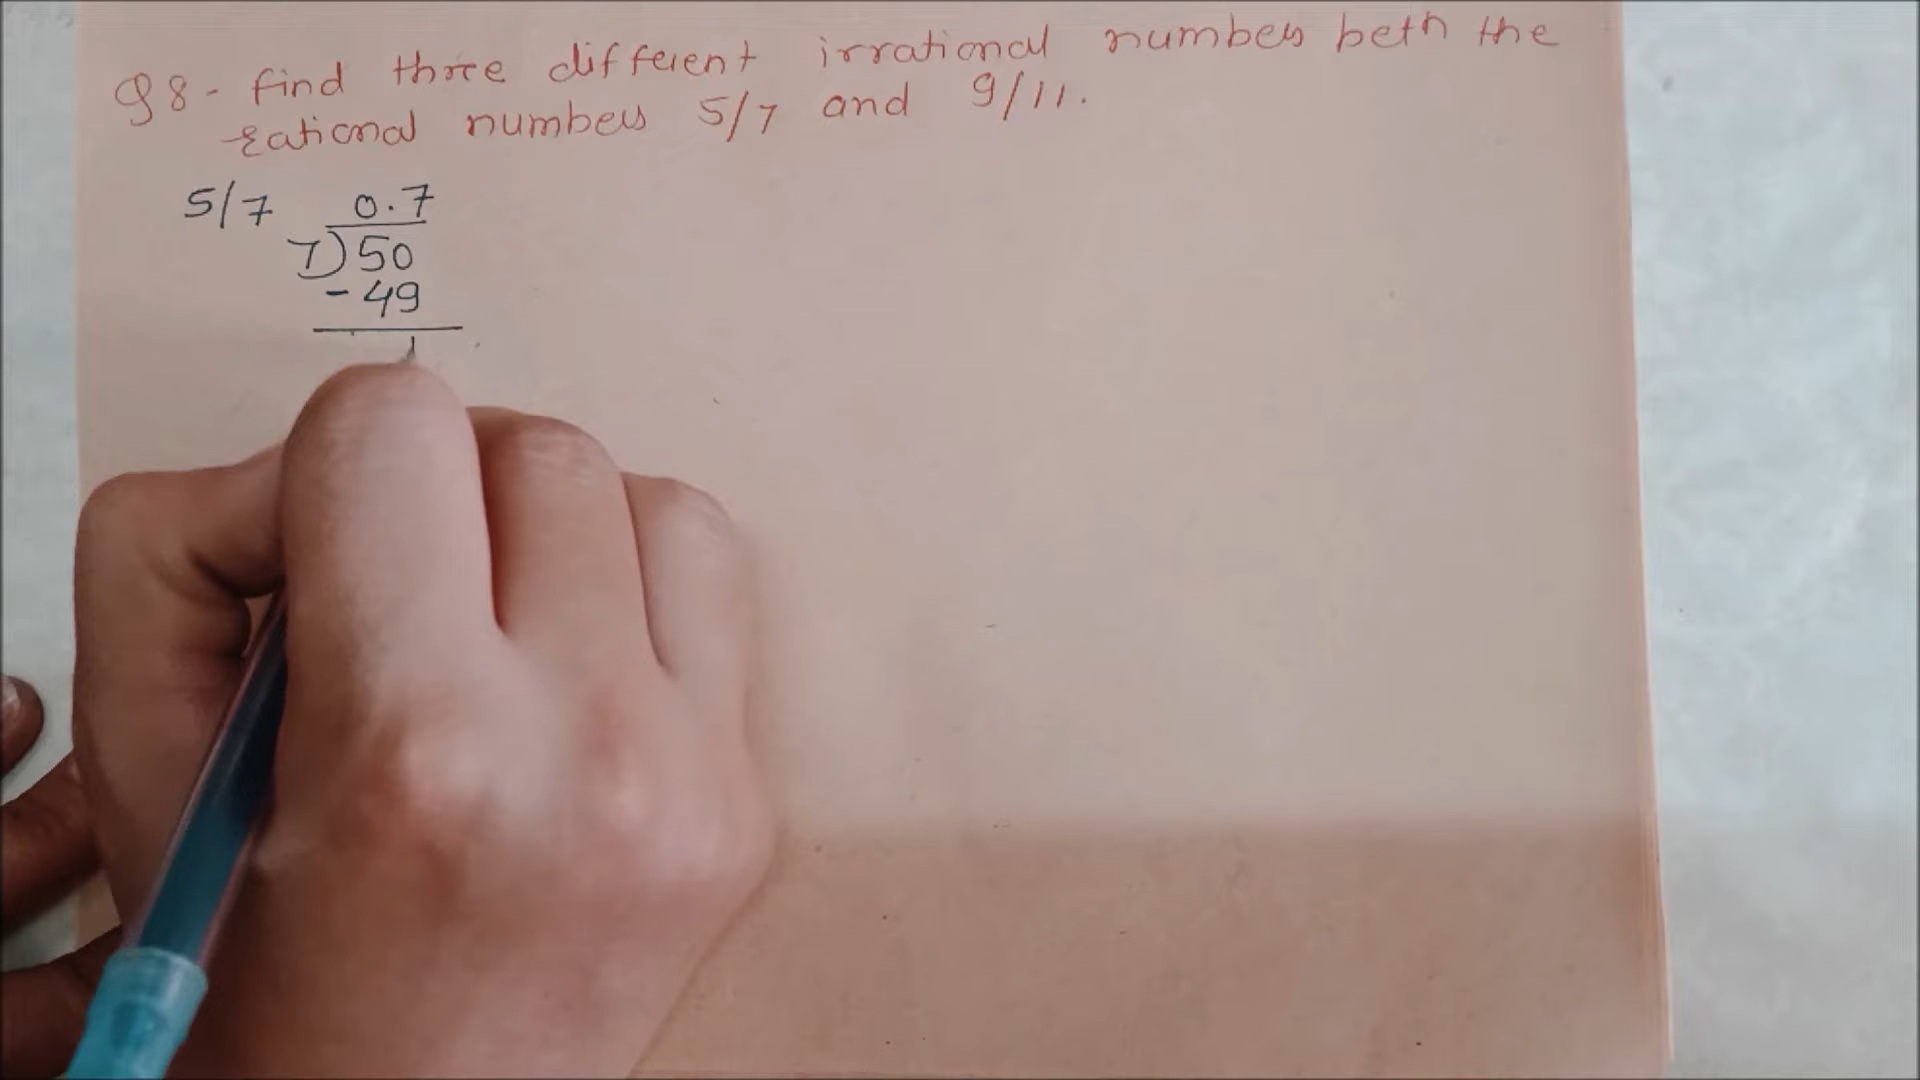 Q8- find three different irrational numbers betn the
rational numbers 5/7 and 9/11.
5/7 0.7
7)50
- 49
1